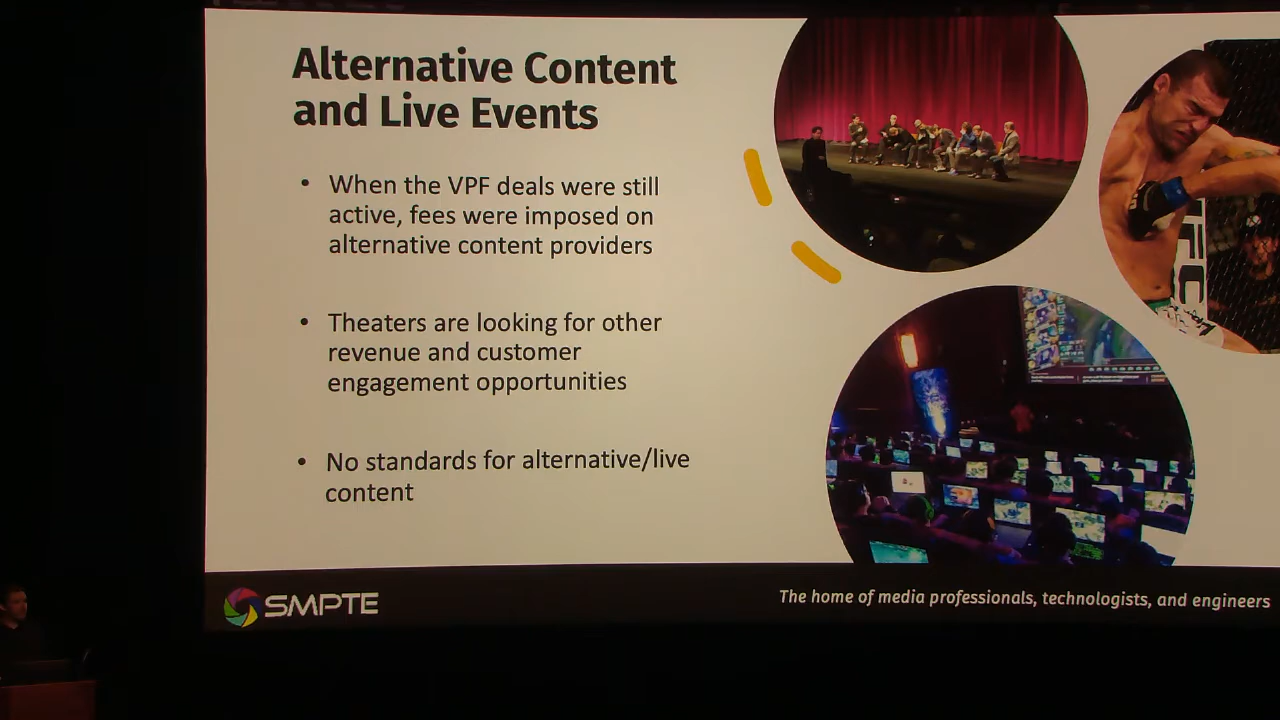 Alternative Content
and Live Events
• When the VPF deals were still
active, fees were imposed on
alternative content providers
• Theaters are looking for other
revenue and customer
engagement opportunities
• No standards for alternative/live
content
SMPTE
The home of media professionals, technologists, and engineers